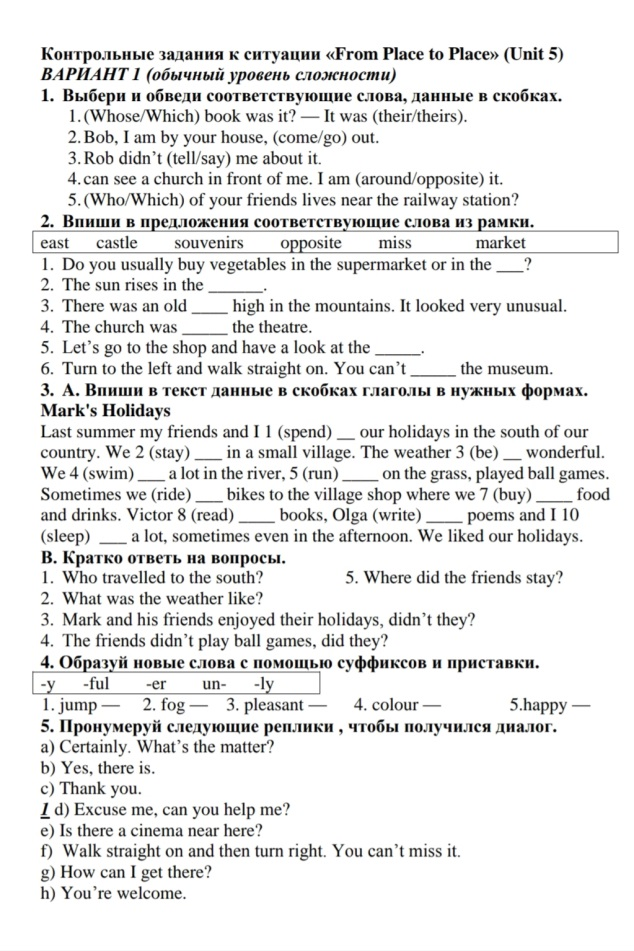 Контрольные задания к ситуации «From Place to Place» (Unit 5)
ВАРИАНТ 1 (обычный уровень сложности)
1. Выбери и обведи соответствующие слова, данные в скобках.
1. (Whose/Which) book was it? — It was (their/theirs).
2. Bob, I am by your house, (come/go) out.
3. Rob didn’t (tell/say) me about it.
4. can see a church in front of me. I am (around/opposite) it.
5. (Who/Which) of your friends lives near the railway station?
2. Впиши в предложения соответствующие слова из рамки.
east castle souvenirs opposite miss market
1. Do you usually buy vegetables in the supermarket or in the ___?
2. The sun rises in the ______.
3. There was an old ____ high in the mountains. It looked very unusual.
4. The church was _____ the theatre.
5. Let’s go to the shop and have a look at the _____.
6. Turn to the left and walk straight on. You can’t _____ the museum.
3. А. Впиши в текст данные в скобках глаголы в нужных формах.
Mark's Holidays
Last summer my friends and I 1 (spend) __ our holidays in the south of our
country. We 2 (stay) ___ in a small village. The weather 3 (be) __ wonderful.
We 4 (swim) ___ a lot in the river, 5 (run) ____ on the grass, played ball games.
Sometimes we (ride) ___ bikes to the village shop where we 7 (buy) ____ food
and drinks. Victor 8 (read) ____ books, Olga (write) ____ poems and I 10
(sleep) ___ a lot, sometimes even in the afternoon. We liked our holidays.
В. Кратко ответь на вопросы.
1. Who travelled to the south? 5. Where did the friends stay?
2. What was the weather like?
3. Mark and his friends enjoyed their holidays, didn’t they?
4. The friends didn’t play ball games, did they?
4. Образуй новые слова с помощью суффиксов и приставки.
-y -ful -er un- -ly
1. jump — 2. fog — 3. pleasant — 4. colour — 5.happy —
5. Пронумеруй следующие реплики , чтобы получился диалог.
a) Certainly. What’s the matter?
b) Yes, there is.
c) Thank you.
1 d) Excuse me, can you help me?
e) Is there a cinema near here?
f) Walk straight on and then turn right. You can’t miss it.
g) How can I get there?
h) You’re welcome.